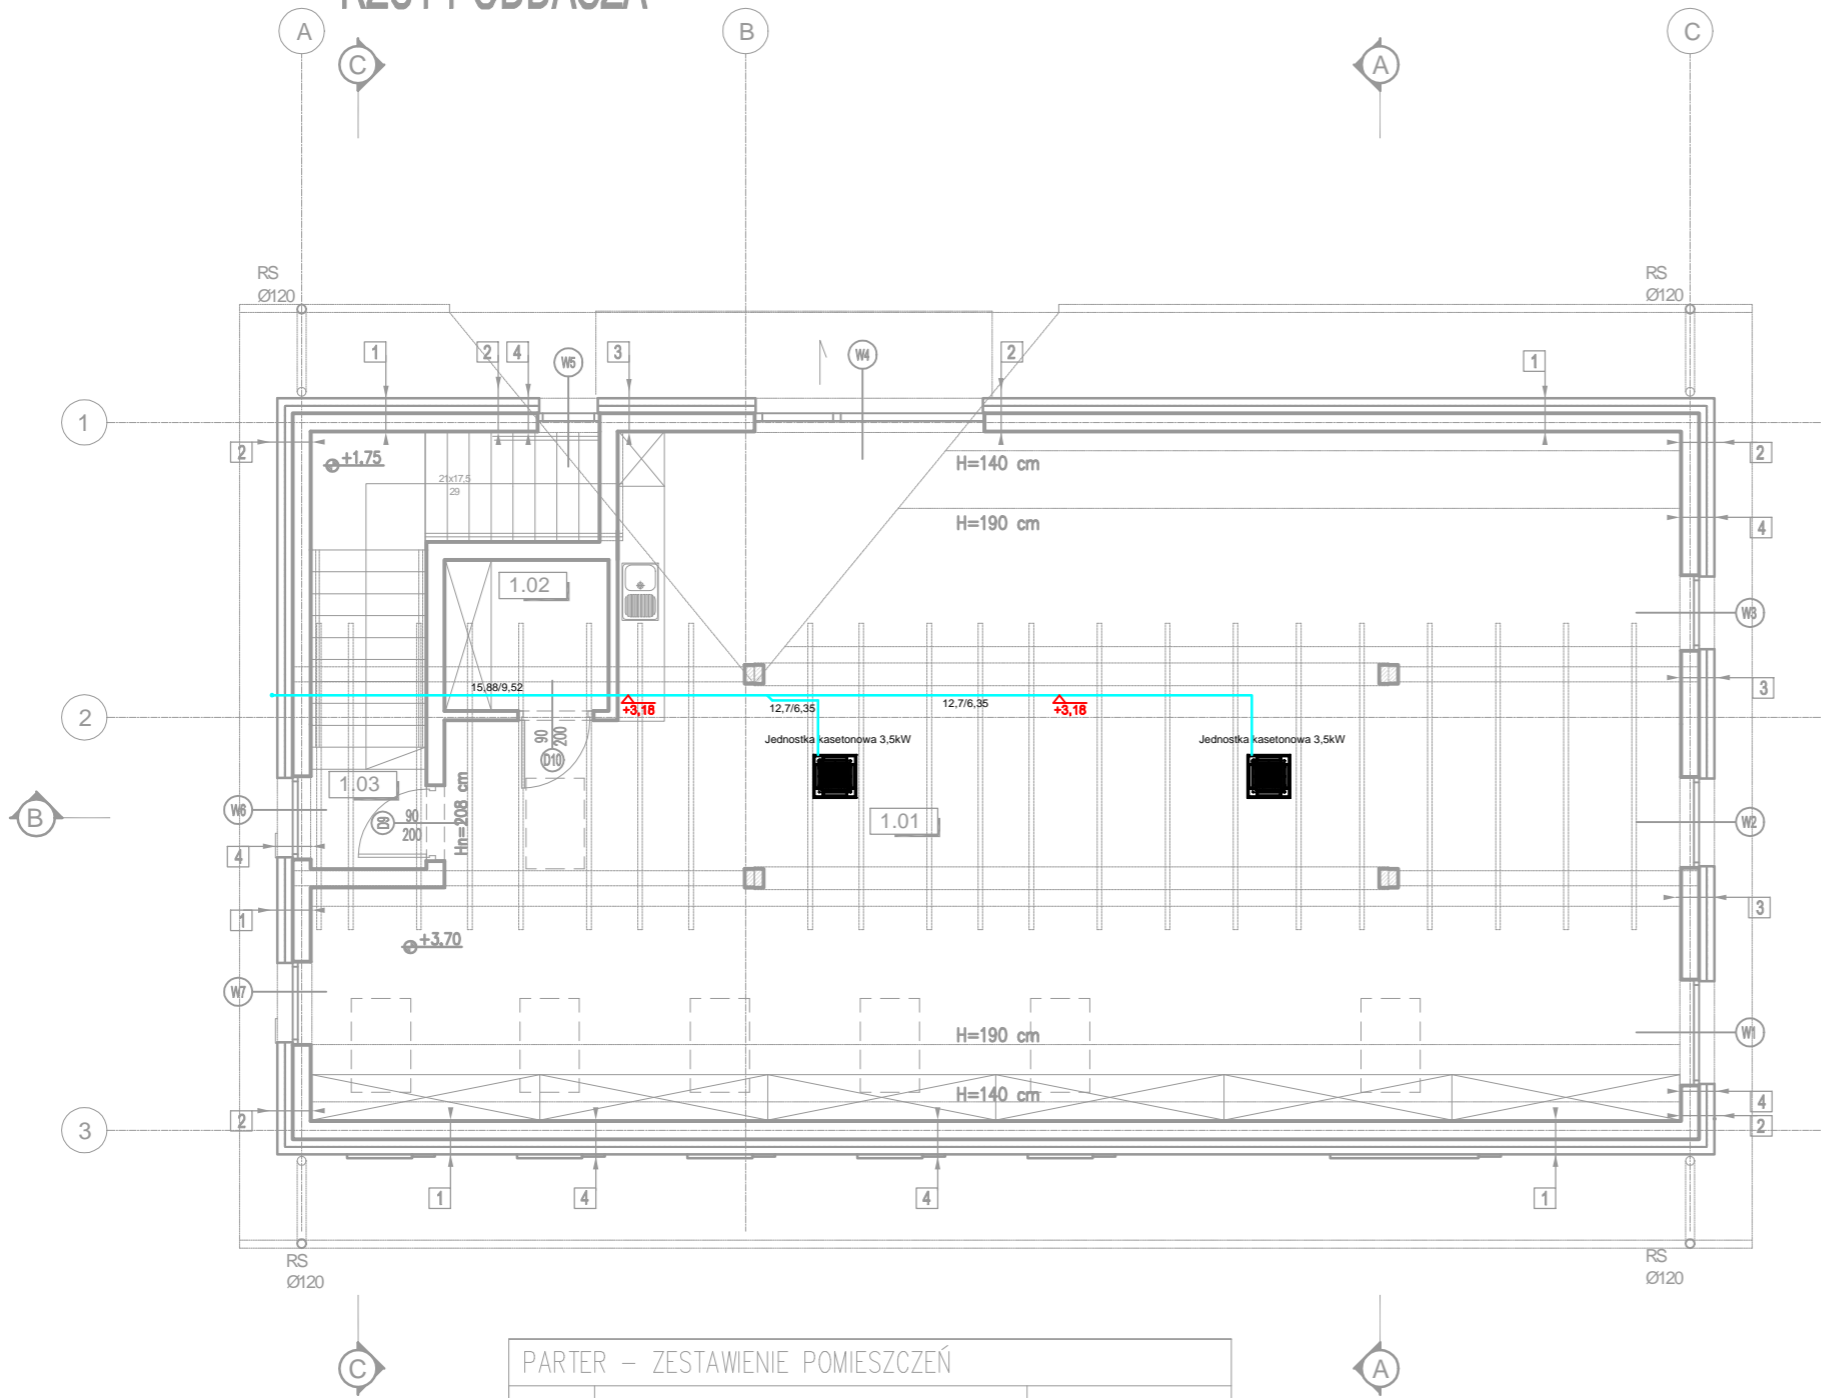 A
B
C
C
A
RS
Ø120
RS
Ø120
1
2
4
3
2
1
W5
W4
1
2
+1,75
21x17,5
29
H=140 cm
2
H=190 cm
4
1.02
W3
15,88/9,52
+3,18
12,7/6,35
12,7/6,35
+3,18
3
2
90
200
D10
Jednostka kasetonowa 3,5kW
Jednostka kasetonowa 3,5kW
1.03
W6
B
D9
90
200
Hn=208 cm
1.01
W2
B
4
1
3
+3,70
W7
H=190 cm
W1
H=140 cm
4
2
2
3
1
4
4
1
RS
Ø120
RS
Ø120
C
A
PARTER – ZESTAWIENIE POMIESZCZEŃ